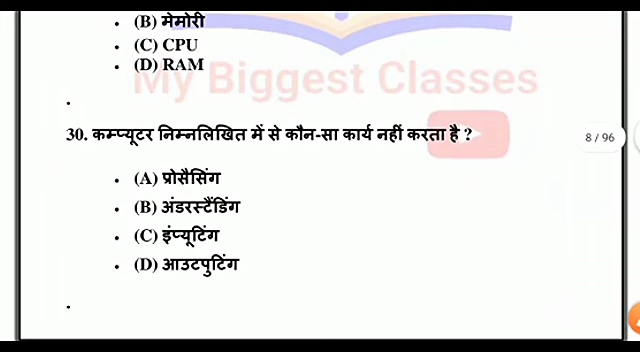 (B) मेमोरी
(C) CPU
(D) RAM
My Biggest Classes
30. कम्प्यूटर निम्नलिखित में से कौन-सा कार्य नहीं करता है ?
8 / 96
(A) प्रोसैसिंग
(B) अंडरस्टैंडिंग
(C) इंप्यूटिंग
(D) आउटपुटिंग